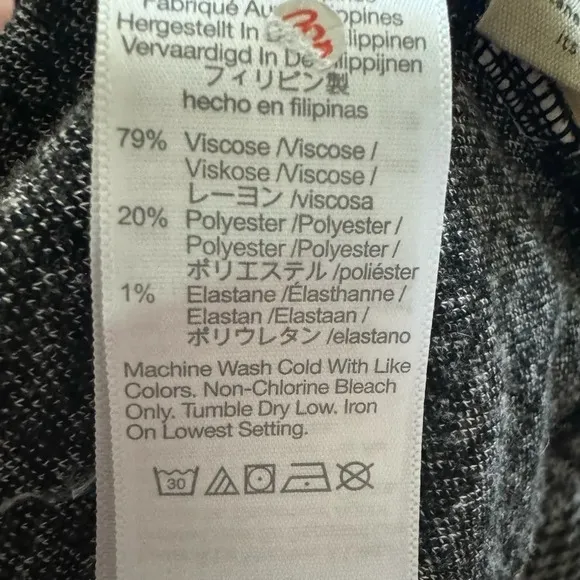 Fabriqué Au
Hergestellt In
Vervaardigd In
フィリピン製
hecho en filipinas
79% Viscose /Viscose /
Viskose /Viscose /
レーヨン /viscosa
20% Polyester /Polyester /
Polyester /Polyester /
ポリエステル /poliéster
1% Elastane /Élasthanne /
Elastan /Elastaan /
ポリウレタン /elastano
Machine Wash Cold With Like
Colors. Non-Chlorine Bleach
Only. Tumble Dry Low. Iron
On Lowest Setting.
30